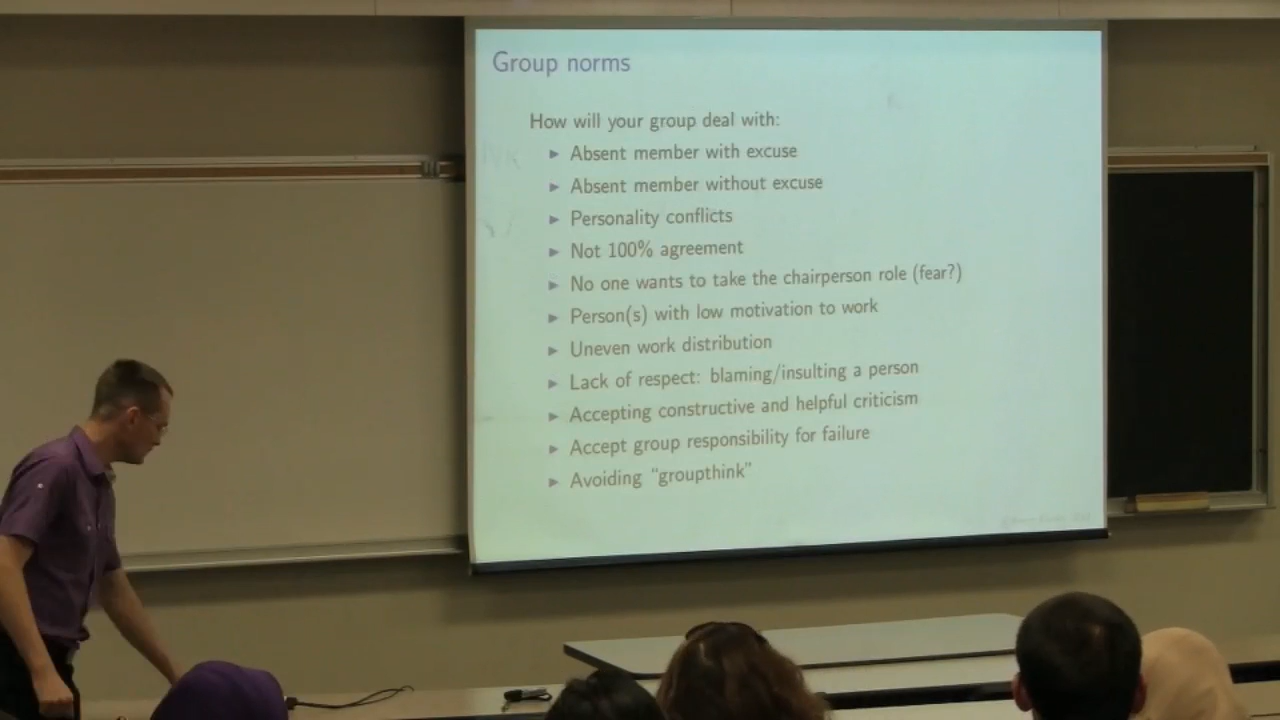 Group norms
How will your group deal with:
► Absent member with excuse
► Absent member without excuse
► Personality conflicts
► Not 100% agreement
► No one wants to take the chairperson role (fear?)
► Person(s) with low motivation to work
► Uneven work distribution
► Lack of respect: blaming/insulting a person
► Accepting constructive and helpful criticism
► Accept group responsibility for failure
► Avoiding “groupthink”